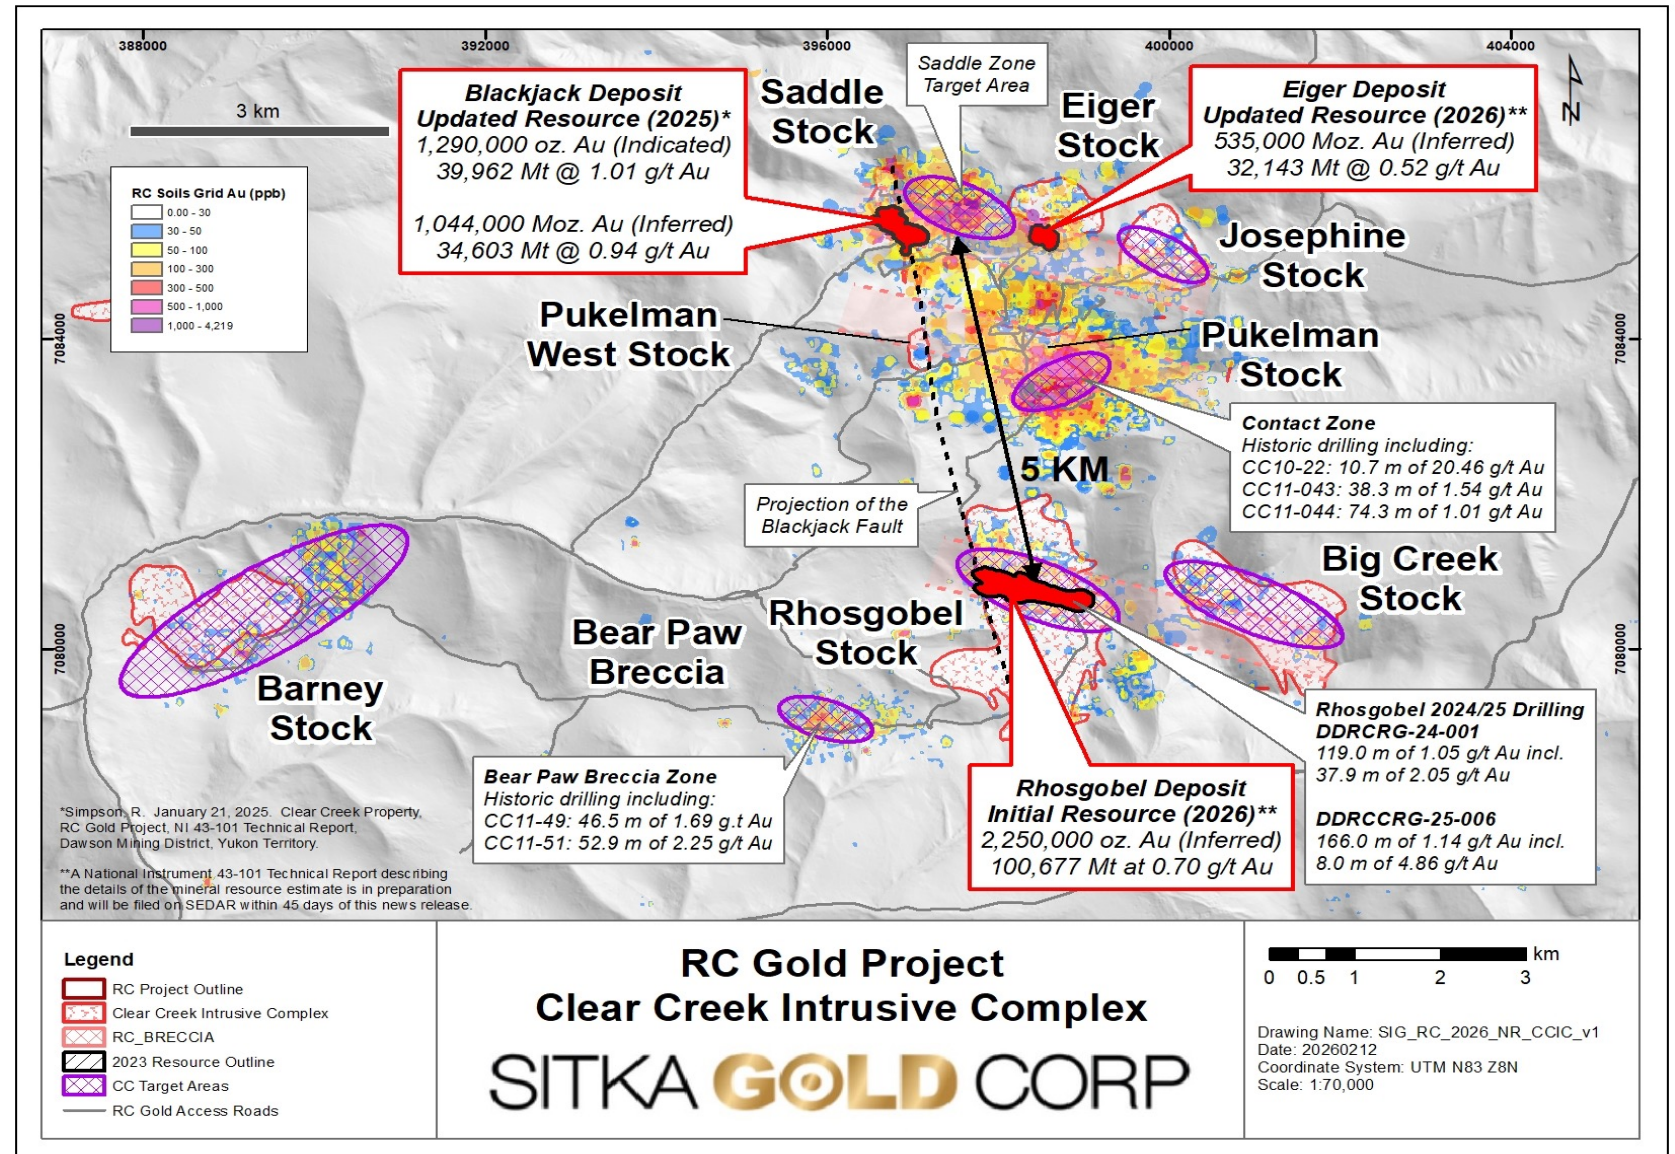 388000
392000
396000
400000
404000
3 km
RC Soils Grid Au (ppb)
0.00 - 30
30 - 50
50 - 100
100 - 300
300 - 500
500 - 1,000
1,000 - 4,219
Blackjack Deposit
Updated Resource (2025)*
1,290,000 oz. Au (Indicated)
39,962 Mt @ 1.01 g/t Au
1,044,000 Moz. Au (Inferred)
34,603 Mt @ 0.94 g/t Au
Saddle
Stock
Saddle Zone
Target Area
Eiger
Stock
Eiger Deposit
Updated Resource (2026)**
535,000 Moz. Au (Inferred)
32,143 Mt @ 0.52 g/t Au
N
Josephine
Stock
7084000
7084000
Pukelman
West Stock
Pukelman
Stock
Contact Zone
Historic drilling including:
CC10-22: 10.7 m of 20.46 g/t Au
CC11-043: 38.3 m of 1.54 g/t Au
CC11-044: 74.3 m of 1.01 g/t Au
5 KM
Projection of the
Blackjack Fault
Big Creek
Stock
Rhosgobel
Stock
Bear Paw
Breccia
Barney
Stock
7080000
7080000
Bear Paw Breccia Zone
Historic drilling including:
CC11-49: 46.5 m of 1.69 g.t Au
CC11-51: 52.9 m of 2.25 g/t Au
Rhosgobel Deposit
Initial Resource (2026)**
2,250,000 oz. Au (Inferred)
100,677 Mt at 0.70 g/t Au
Rhosgobel 2024/25 Drilling
DDRCRG-24-001
119.0 m of 1.05 g/t Au incl.
37.9 m of 2.05 g/t Au
DDRCCRG-25-006
166.0 m of 1.14 g/t Au incl.
8.0 m of 4.86 g/t Au
*Simpson, R. January 21, 2025. Clear Creek Property,
RC Gold Project, NI 43-101 Technical Report,
Dawson Mining District, Yukon Territory.
**A National Instrument 43-101 Technical Report describing
the details of the mineral resource estimate is in preparation
and will be filed on SEDAR within 45 days of this news release.
Legend
RC Project Outline
Clear Creek Intrusive Complex
RC_BRECCIA
2023 Resource Outline
CC Target Areas
RC Gold Access Roads
RC Gold Project
Clear Creek Intrusive Complex
SITKA GOLD CORP
km
0 0.5 1 2 3
Drawing Name: SIG_RC_2026_NR_CCIC_v1
Date: 20260212
Coordinate System: UTM N83 Z8N
Scale: 1:70,000